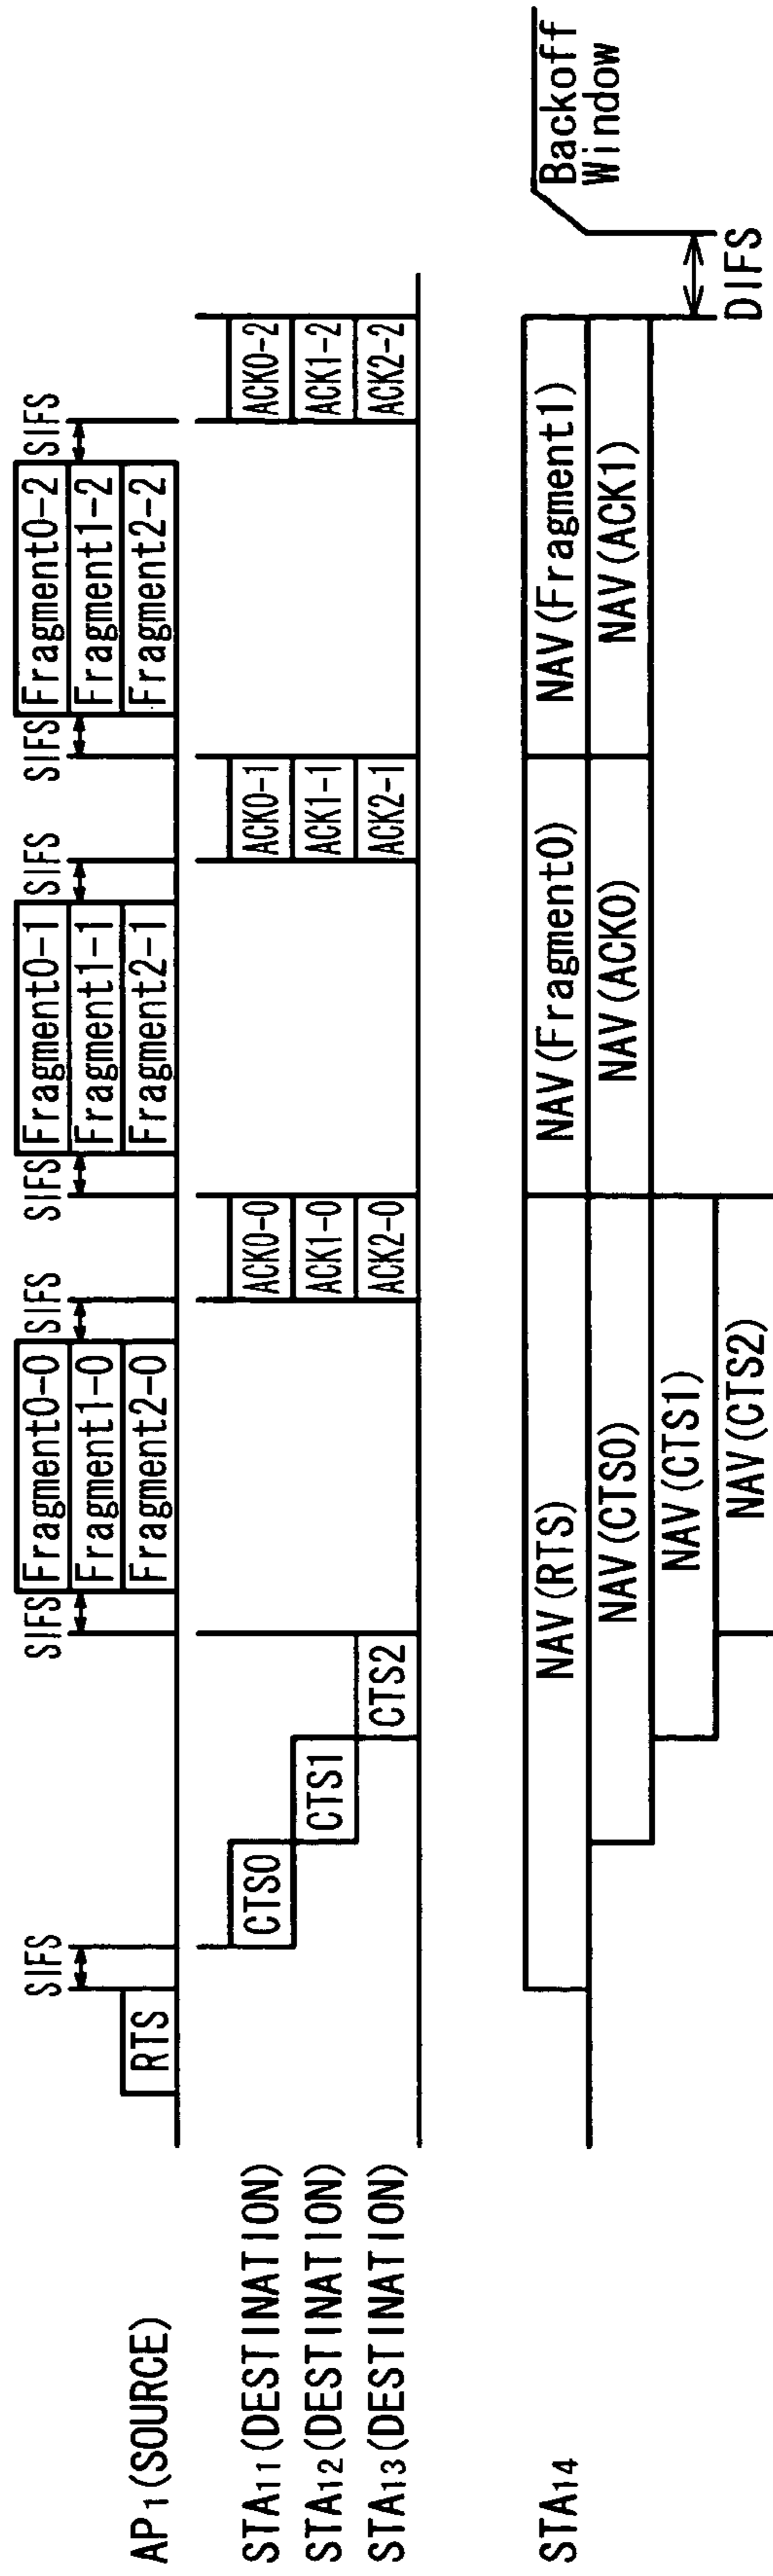 SIFS SIFS SIFS SIFS SIFS SIFS SIFS
Fragment0-0 Fragment0-1 Fragment0-2
Fragment1-0 Fragment1-1 Fragment1-2
AP1(SOURCE) RTS Fragment2-0 Fragment2-1 Fragment2-2
STA11(DESTINATION) CTS0 ACK0-0 ACK0-1 ACK0-2
STA12(DESTINATION) CTS1 ACK1-0 ACK1-1 ACK1-2
STA13(DESTINATION) CTS2 ACK2-0 ACK2-1 ACK2-2
STA14 NAV(RTS) NAV(Fragment0) NAV(Fragment1) Backoff
Window
NAV(CTS0) NAV(ACK0) NAV(ACK1)
NAV(CTS1)
NAV(CTS2) DIFS